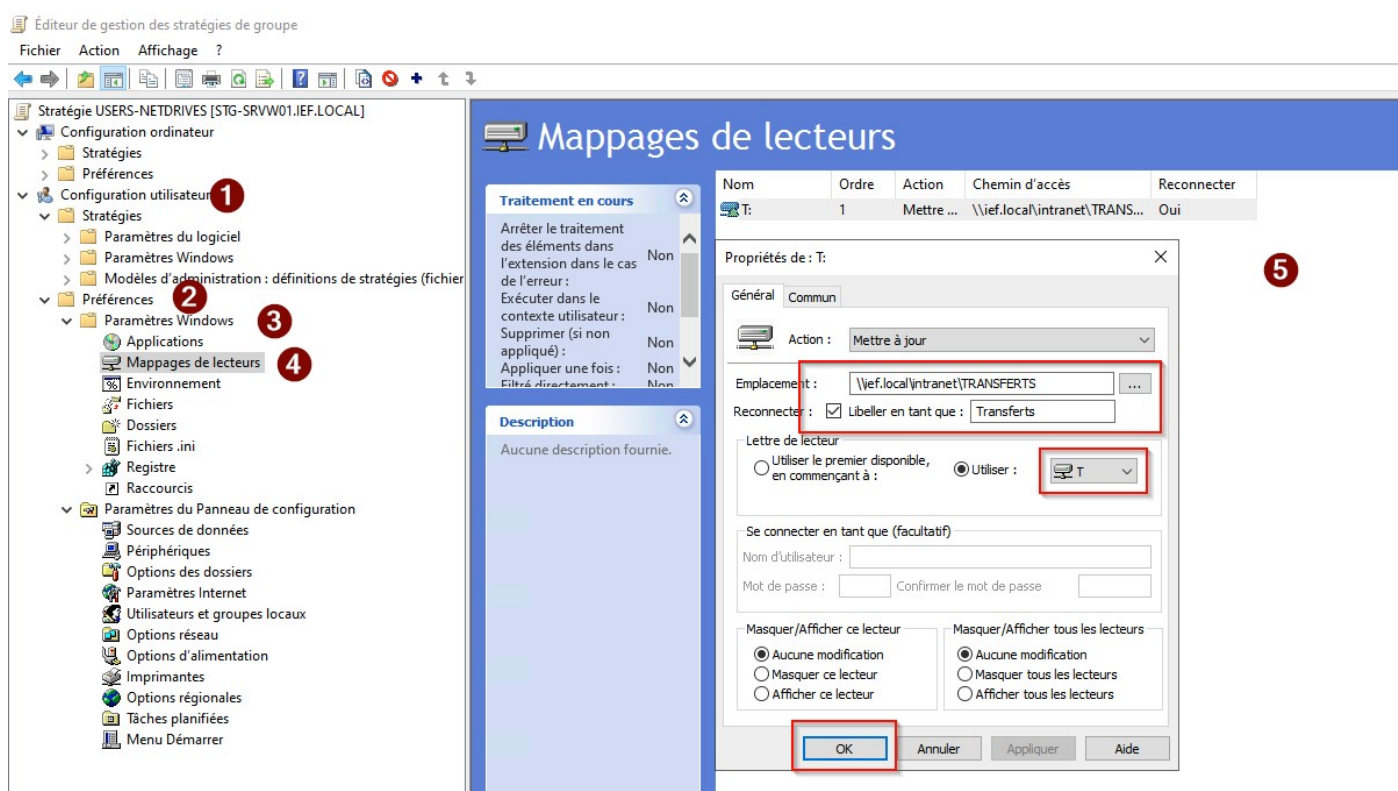 Éditeur de gestion des stratégies de groupe
Fichier Action Affichage ?
Stratégie USERS-NETDRIVES [STG-SRVW01.IEF.LOCAL]
Configuration ordinateur
Stratégies
Préférences
Configuration utilisateur
1
Stratégies
Paramètres du logiciel
Paramètres Windows
Modèles d'administration : définitions de stratégies (fichier
Préférences
2
Paramètres Windows
3
Applications
Mappages de lecteurs
4
Environnement
Fichiers
Dossiers
Fichiers .ini
Registre
Raccourcis
Paramètres du Panneau de configuration
Sources de données
Périphériques
Options des dossiers
Paramètres Internet
Utilisateurs et groupes locaux
Options réseau
Options d'alimentation
Imprimantes
Options régionales
Tâches planifiées
Menu Démarrer
Mappages de lecteurs
Traitement en cours
Arrêter le traitement
des éléments dans
l'extension dans le cas Non
de l'erreur :
Exécuter dans le
contexte utilisateur : Non
Supprimer (si non
appliqué) : Non
Appliquer une fois : Non
Filtré directement : Non
Description
Aucune description fournie.
Nom Ordre Action Chemin d'accès Reconnecter
T: 1 Mettre ... \\ief.local\intranet\TRANS... Oui
5
Propriétés de : T:
Général Commun
Action : Mettre à jour
Emplacement : \\ief.local\intranet\TRANSFERTS ...
Reconnecter : Libeller en tant que : Transferts
Lettre de lecteur
Utiliser le premier disponible,
en commençant à :
Utiliser : T
Se connecter en tant que (facultatif)
Nom d'utilisateur :
Mot de passe : Confirmer le mot de passe
Masquer/Afficher ce lecteur
Aucune modification
Masquer ce lecteur
Afficher ce lecteur
Masquer/Afficher tous les lecteurs
Aucune modification
Masquer tous les lecteurs
Afficher tous les lecteurs
OK Annuler Appliquer Aide